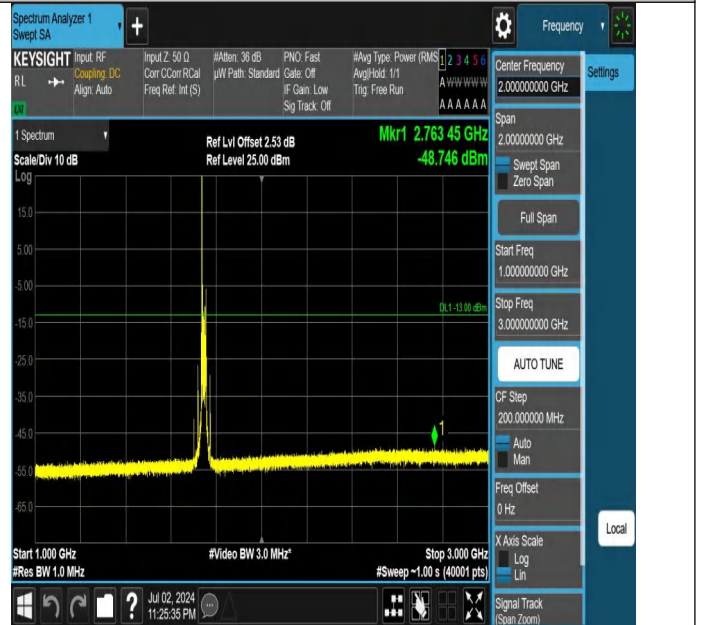 Spectrum Analyzer 1
Swept SA
+
Frequency
KEYSIGHT
Input: RF
Coupling: DC
Align: Auto
Input Z: 50 Ω
Corr CCorr RCal
Freq Ref: Int (S)
#Atten: 36 dB
µW Path: Standard
PNO: Fast
Gate: Off
IF Gain: Low
Sig Track: Off
#Avg Type: Power (RMS
Avg|Hold: 1/1
Trig: Free Run
1 2 3 4 5 6
A W W W W W
A A A A A A
RL
LXI
1 Spectrum
Scale/Div 10 dB
Log
Ref Lvl Offset 2.53 dB
Ref Level 25.00 dBm
Mkr1 2.763 45 GHz
-48.746 dBm
15.0
5.00
-5.00
-15.0
-25.0
-35.0
-45.0
-55.0
-65.0
DL1 -13.00 dBm
1
Start 1.000 GHz
#Res BW 1.0 MHz
#Video BW 3.0 MHz*
Stop 3.000 GHz
#Sweep ~1.00 s (40001 pts)
Center Frequency
2.000000000 GHz
Settings
Span
2.00000000 GHz
Swept Span
Zero Span
Full Span
Start Freq
1.000000000 GHz
Stop Freq
3.000000000 GHz
AUTO TUNE
CF Step
200.000000 MHz
Auto
Man
Freq Offset
0 Hz
X Axis Scale
Log
Lin
Local
Signal Track
(Span Zoom)
?
Jul 02, 2024
11:25:35 PM